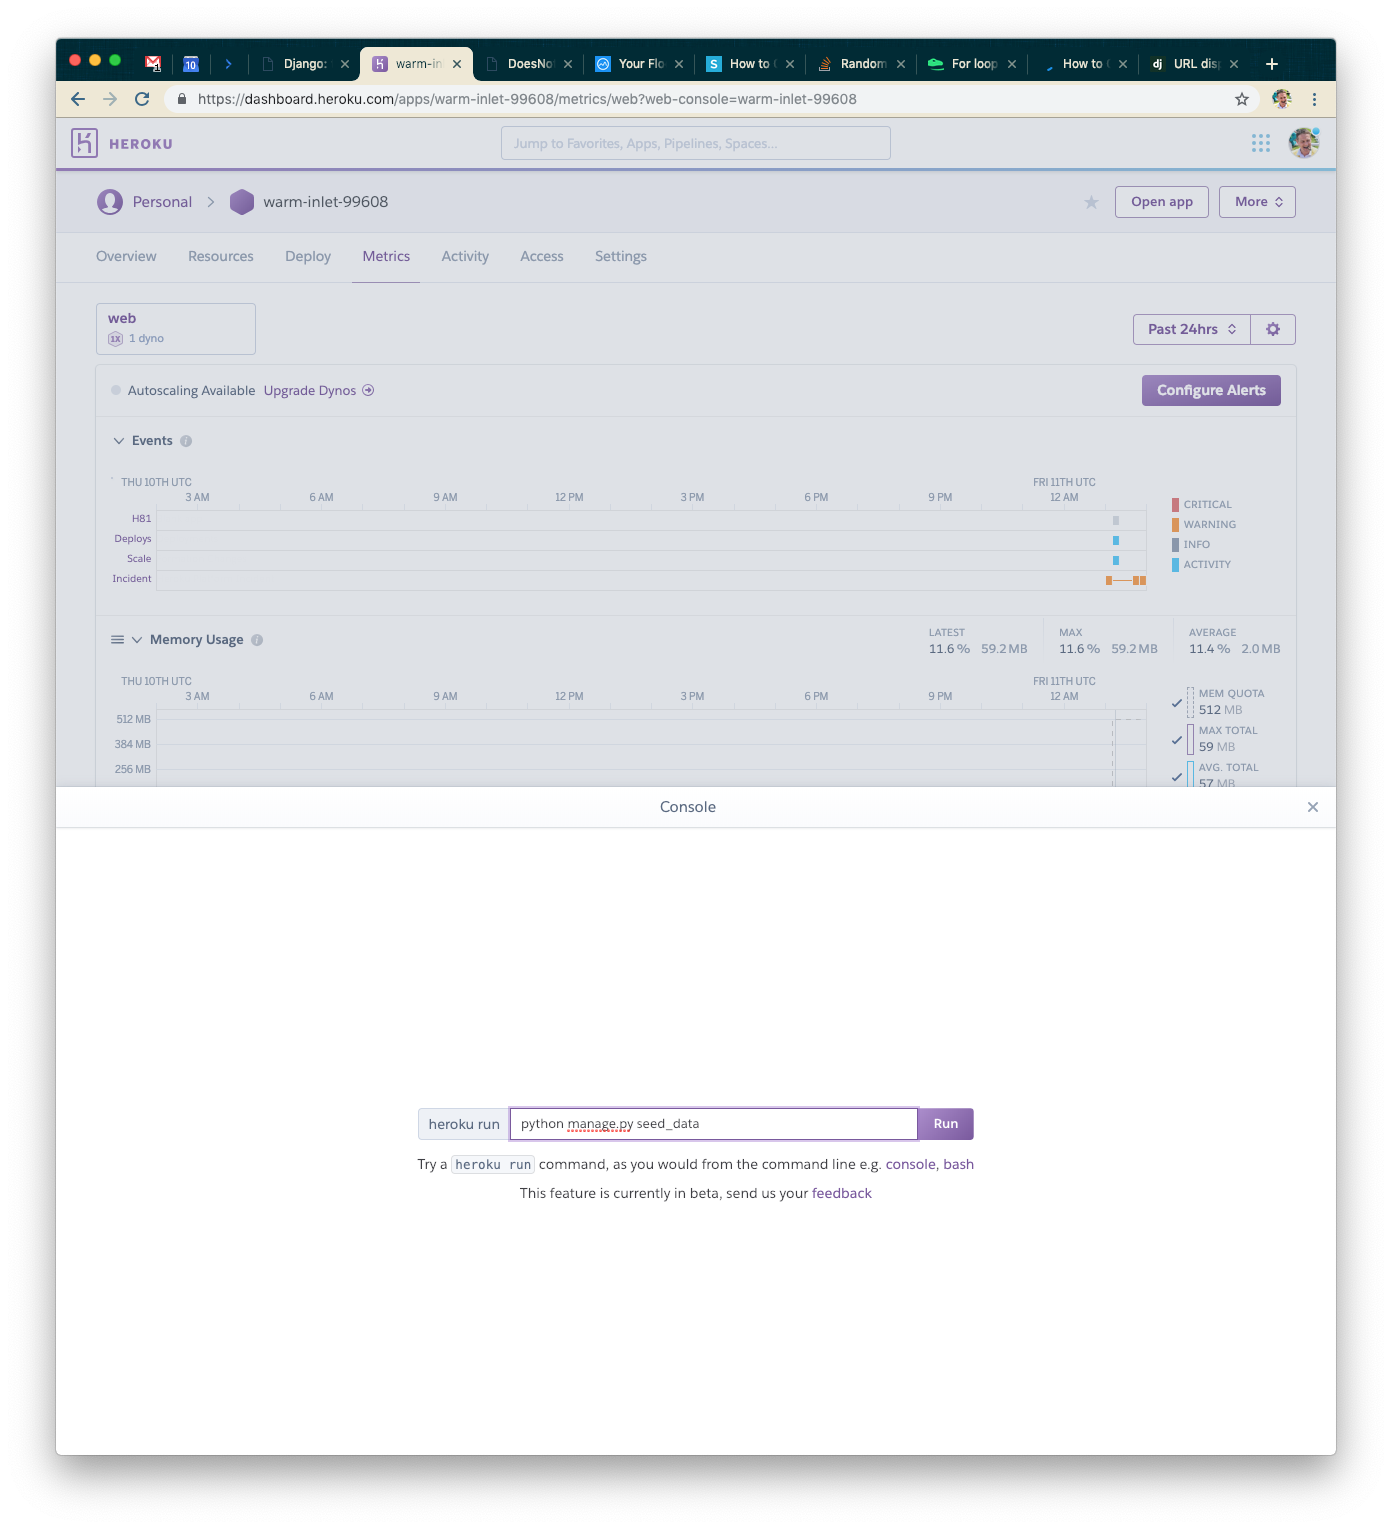 1
10
Django:
warm-in
DoesNo
Your Flo
S
How to
Random
For loop
How to
dj
URL dis
https://dashboard.heroku.com/apps/warm-inlet-99608/metrics/web?web-console=warm-inlet-99608
HEROKU
Jump to Favorites, Apps, Pipelines, Spaces...
Personal
warm-inlet-99608
Open app
More
Overview
Resources
Deploy
Metrics
Activity
Access
Settings
web
1X 1 dyno
Past 24hrs
Autoscaling Available Upgrade Dynos
Configure Alerts
Events
THU 10TH UTC FRI 11TH UTC
3 AM 6 AM 9 AM 12 PM 3 PM 6 PM 9 PM 12 AM
H81
Deploys
Scale
Incident
CRITICAL
WARNING
INFO
ACTIVITY
Memory Usage
LATEST
11.6 % 59.2 MB
MAX
11.6 % 59.2 MB
AVERAGE
11.4 % 2.0 MB
THU 10TH UTC FRI 11TH UTC
3 AM 6 AM 9 AM 12 PM 3 PM 6 PM 9 PM 12 AM
512 MB
384 MB
256 MB
MEM QUOTA
512 MB
MAX TOTAL
59 MB
AVG. TOTAL
57 MB
Console
heroku run
python manage.py seed_data
Run
Try a heroku run command, as you would from the command line e.g. console, bash
This feature is currently in beta, send us your feedback